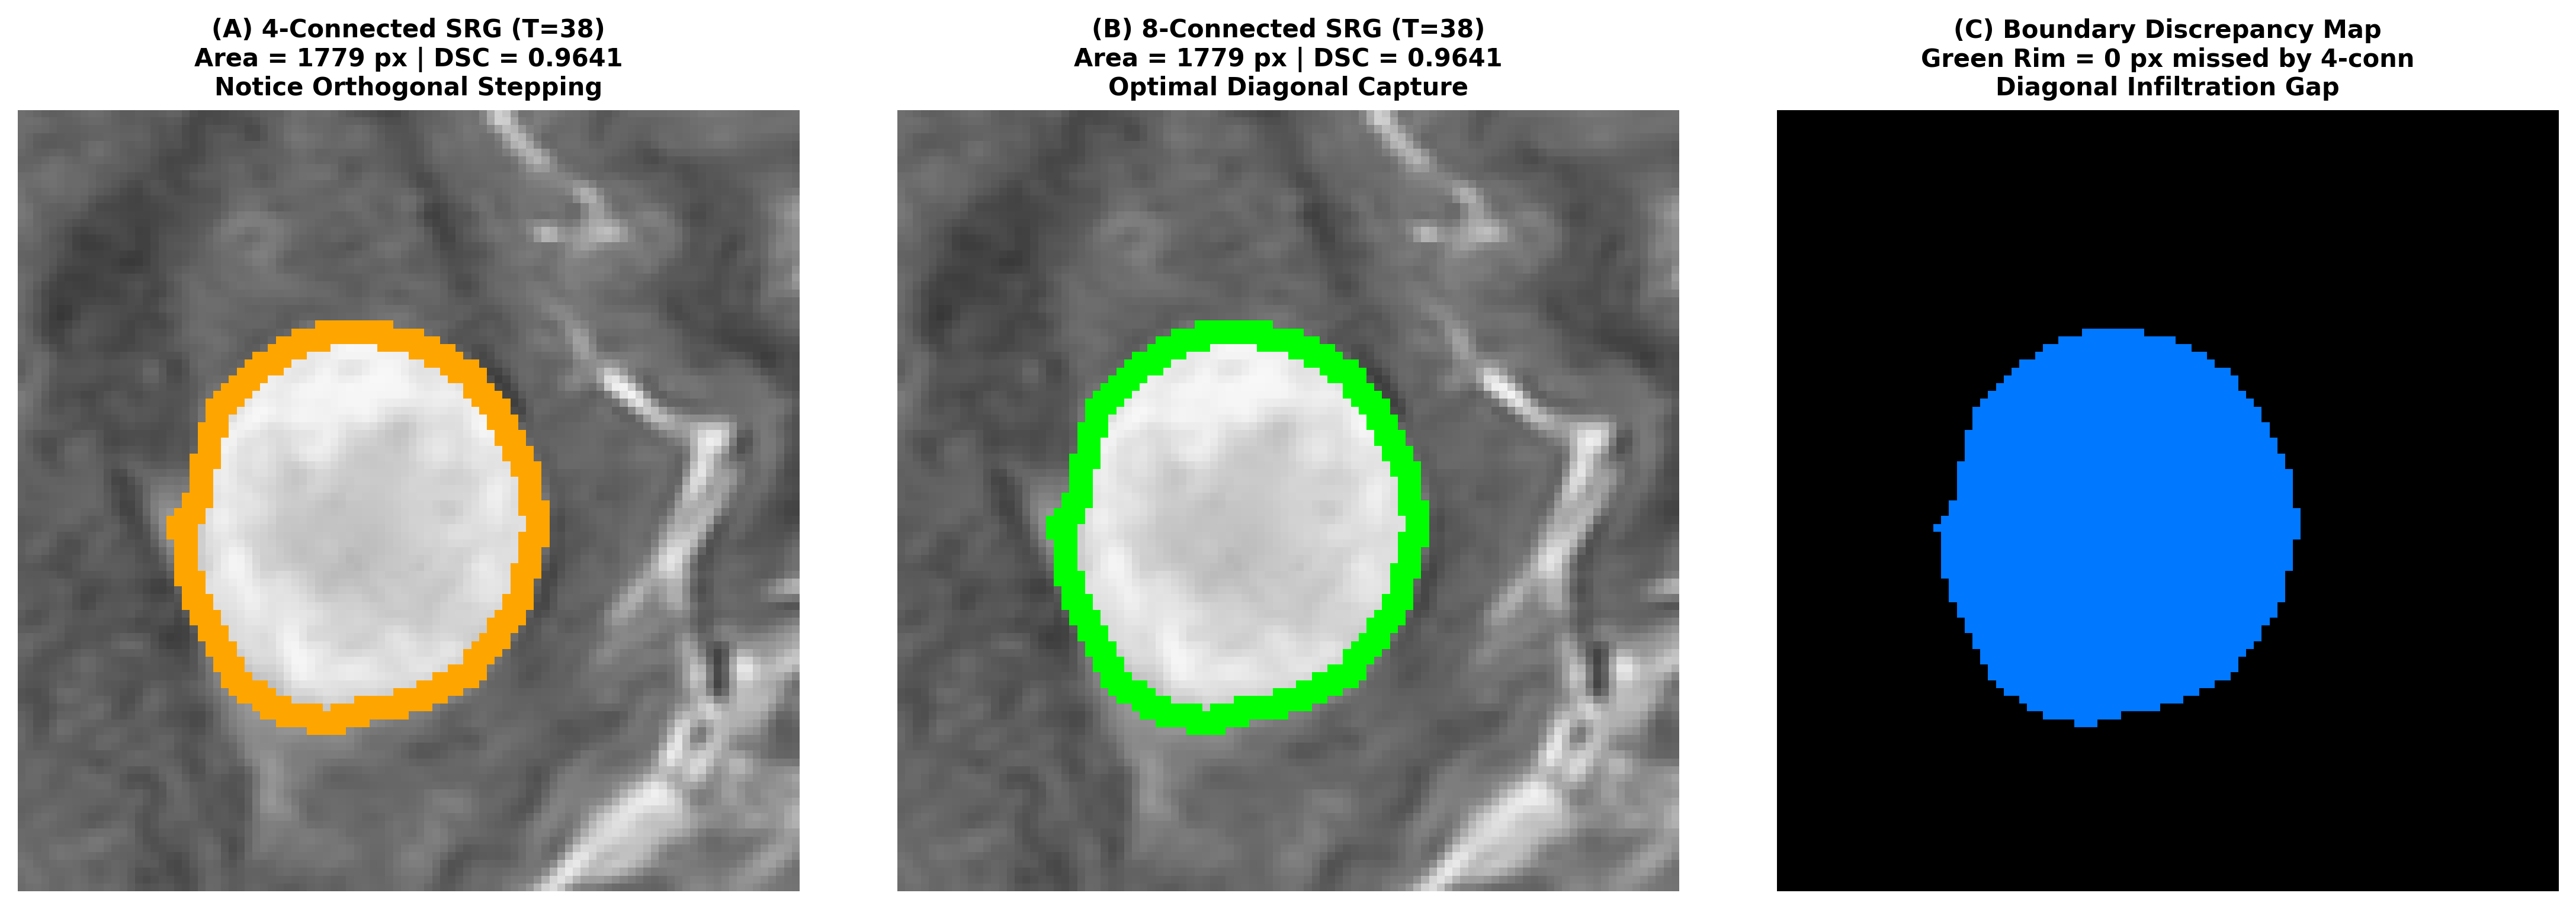 (A) 4-Connected SRG (T=38)
Area = 1779 px | DSC = 0.9641
Notice Orthogonal Stepping
(B) 8-Connected SRG (T=38)
Area = 1779 px | DSC = 0.9641
Optimal Diagonal Capture
(C) Boundary Discrepancy Map
Green Rim = 0 px missed by 4-conn
Diagonal Infiltration Gap